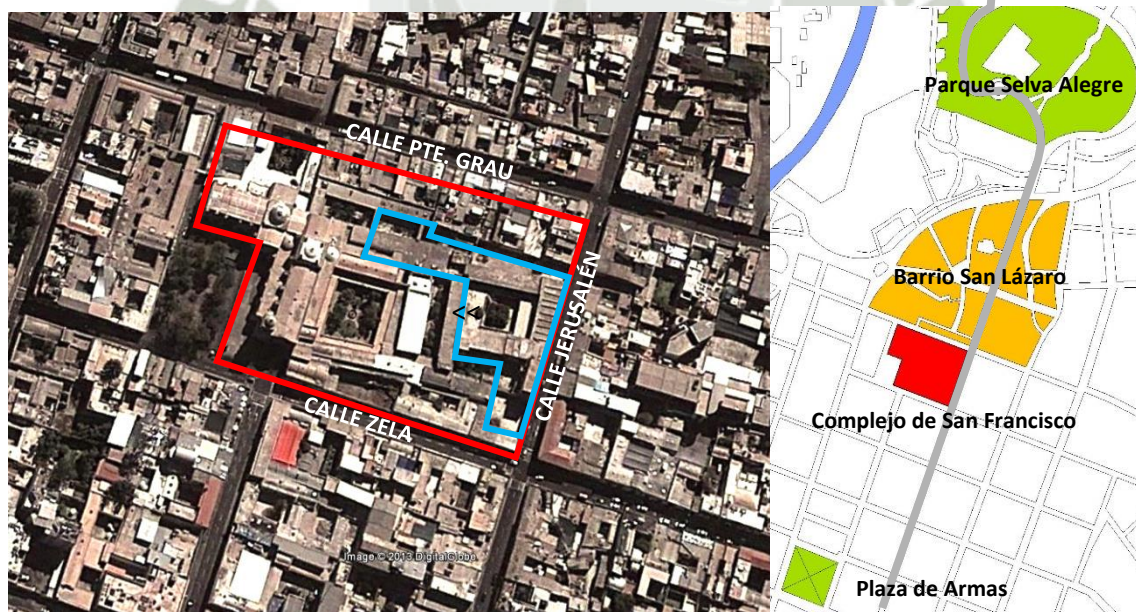 CALLE PTE. GRAU
CALLE JERUSALÉN
CALLE ZELA
<<
Image © 2013 DigitalGlobe
Parque Selva Alegre
Barrio San Lázaro
Complejo de San Francisco
Plaza de Armas